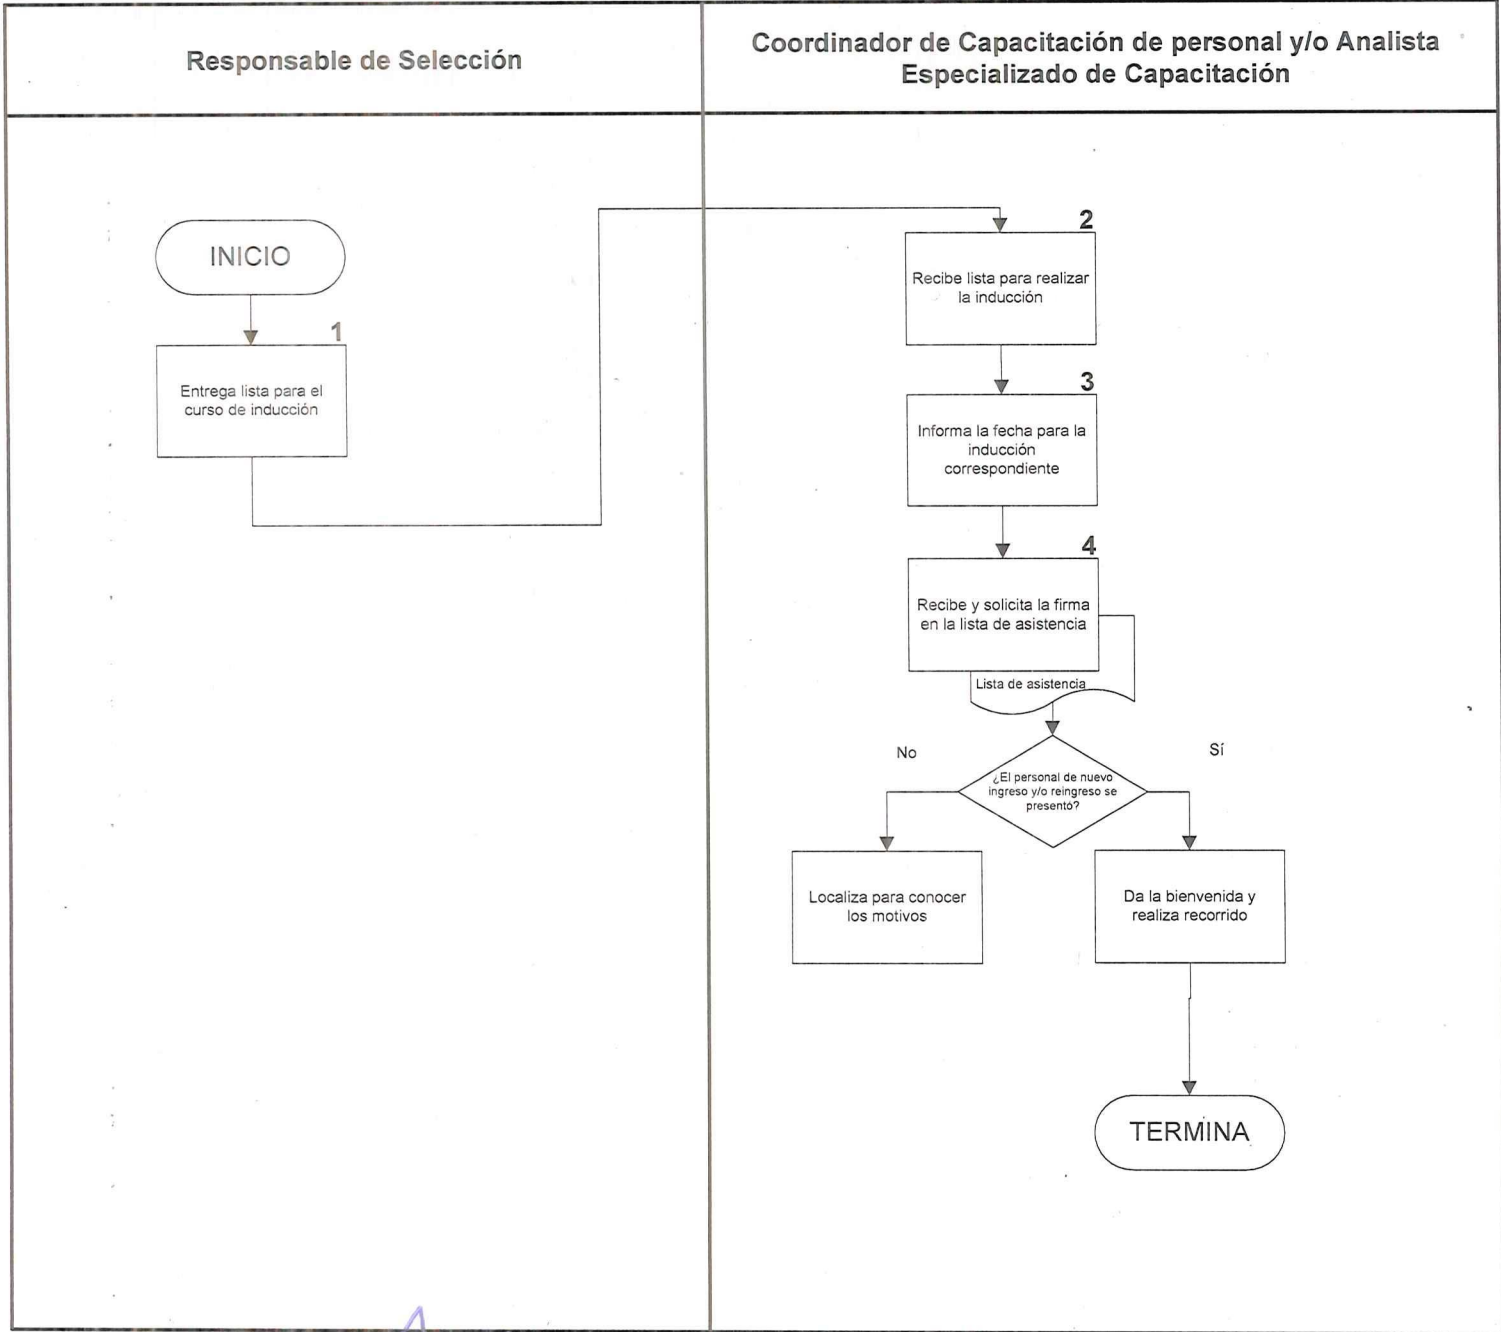 Responsable de Selección
Coordinador de Capacitación de personal y/o Analista
Especializado de Capacitación
INICIO
1
Entrega lista para el
curso de inducción
2
Recibe lista para realizar
la inducción
3
Informa la fecha para la
inducción
correspondiente
4
Recibe y solicita la firma
en la lista de asistencia
Lista de asistencia
No
Sí
¿El personal de nuevo
ingreso y/o reingreso se
presentó?
Localiza para conocer
los motivos
Da la bienvenida y
realiza recorrido
TERMINA